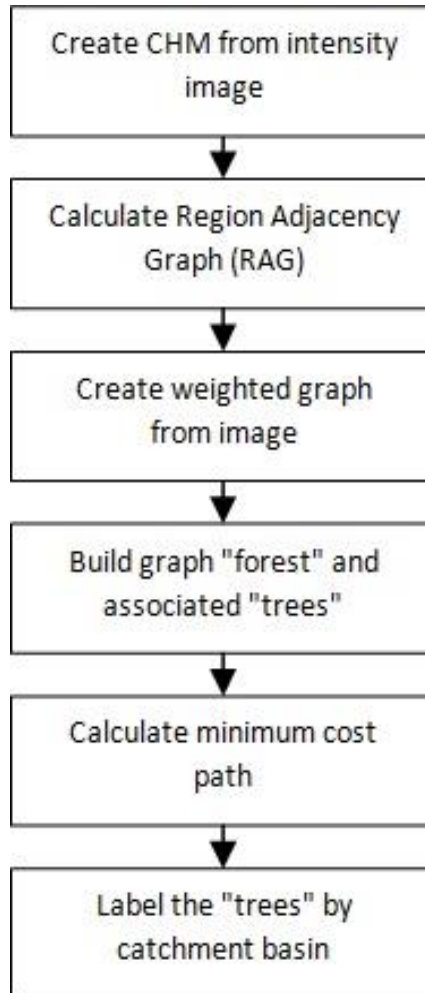 Create CHM from intensity
image
Calculate Region Adjacency
Graph (RAG)
Create weighted graph
from image
Build graph "forest" and
associated "trees"
Calculate minimum cost
path
Label the "trees" by
catchment basin